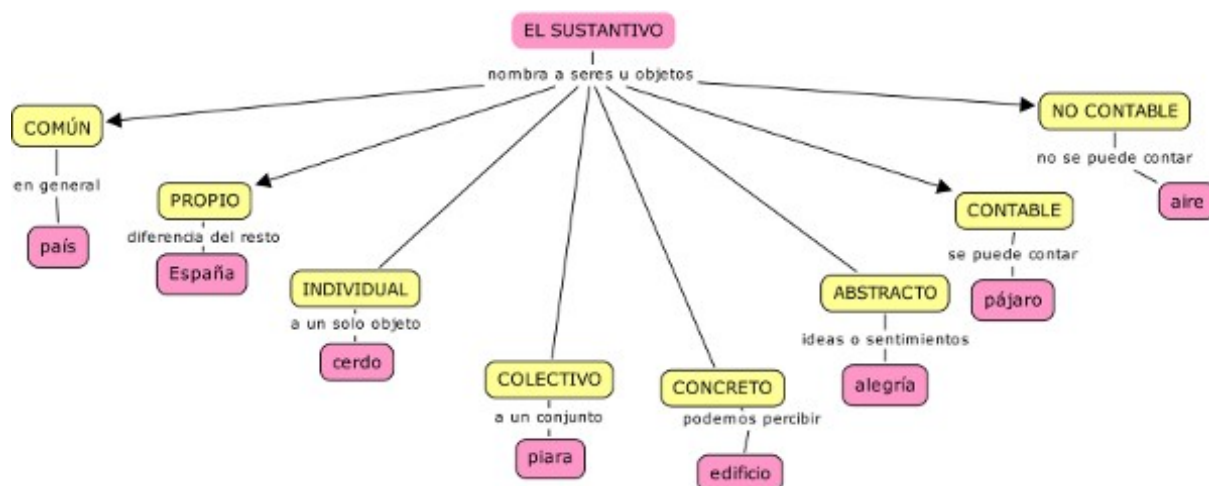 EL SUSTANTIVO
nombra a seres u objetos
COMÚN
en general
país
PROPIO
diferencia del resto
España
INDIVIDUAL
a un solo objeto
cerdo
COLECTIVO
a un conjunto
piara
CONCRETO
podemos percibir
edificio
ABSTRACTO
ideas o sentimientos
alegría
CONTABLE
se puede contar
pájaro
NO CONTABLE
no se puede contar
aire